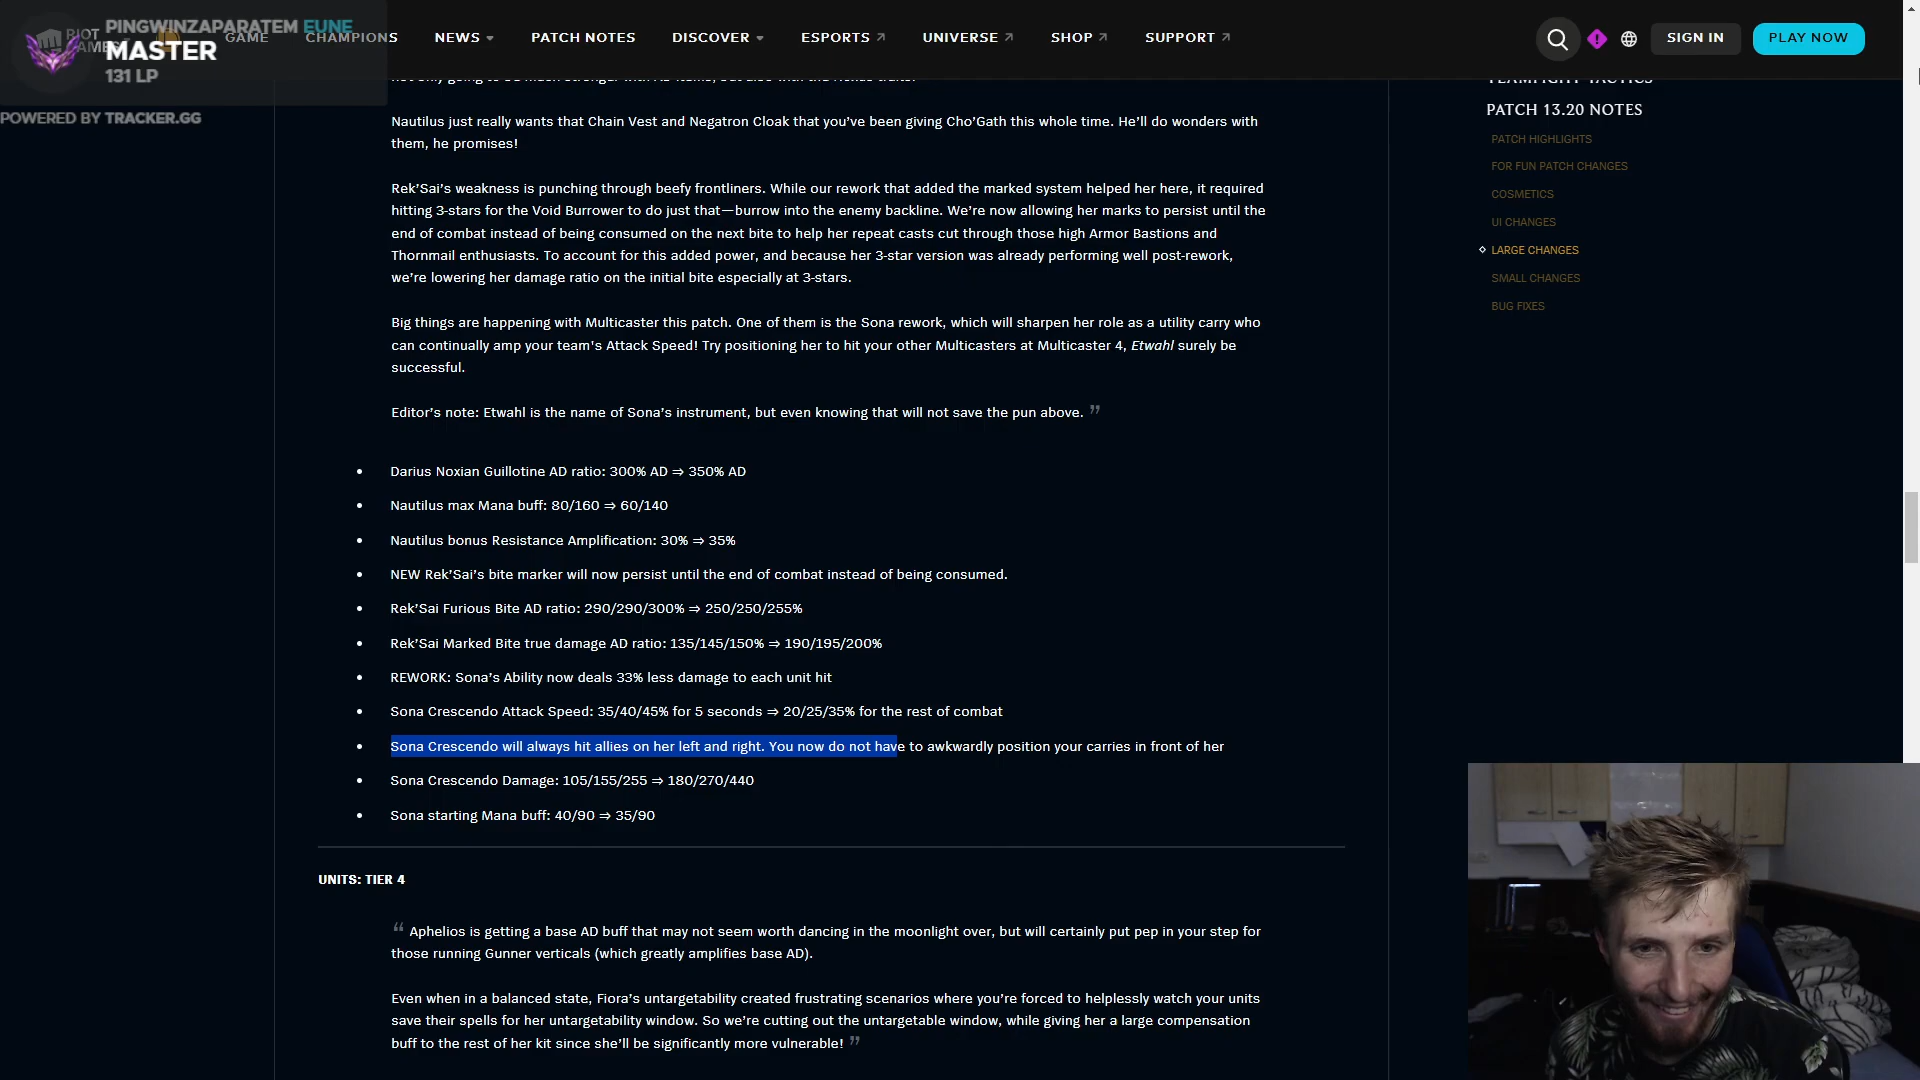 PINGWINZAPARATEM EUNE
MASTER
131 LP
POWERED BY TRACKER.GG
RIOT
GAMES
GAME
CHAMPIONS
NEWS
PATCH NOTES
DISCOVER
ESPORTS
UNIVERSE
SHOP
SUPPORT
SIGN IN
PLAY NOW
Nautilus just really wants that Chain Vest and Negatron Cloak that you’ve been giving Cho’Gath this whole time. He’ll do wonders with
them, he promises!
Rek’Sai’s weakness is punching through beefy frontliners. While our rework that added the marked system helped her here, it required
hitting 3-stars for the Void Burrower to do just that—burrow into the enemy backline. We’re now allowing her marks to persist until the
end of combat instead of being consumed on the next bite to help her repeat casts cut through those high Armor Bastions and
Thornmail enthusiasts. To account for this added power, and because her 3-star version was already performing well post-rework,
we’re lowering her damage ratio on the initial bite especially at 3-stars.
Big things are happening with Multicaster this patch. One of them is the Sona rework, which will sharpen her role as a utility carry who
can continually amp your team's Attack Speed! Try positioning her to hit your other Multicasters at Multicaster 4, Etwahl surely be
successful.
Editor’s note: Etwahl is the name of Sona’s instrument, but even knowing that will not save the pun above. ”
• Darius Noxian Guillotine AD ratio: 300% AD ⇒ 350% AD
• Nautilus max Mana buff: 80/160 ⇒ 60/140
• Nautilus bonus Resistance Amplification: 30% ⇒ 35%
• NEW Rek’Sai’s bite marker will now persist until the end of combat instead of being consumed.
• Rek’Sai Furious Bite AD ratio: 290/290/300% ⇒ 250/250/255%
• Rek’Sai Marked Bite true damage AD ratio: 135/145/150% ⇒ 190/195/200%
• REWORK: Sona’s Ability now deals 33% less damage to each unit hit
• Sona Crescendo Attack Speed: 35/40/45% for 5 seconds ⇒ 20/25/35% for the rest of combat
• Sona Crescendo will always hit allies on her left and right. You now do not have to awkwardly position your carries in front of her
• Sona Crescendo Damage: 105/155/255 ⇒ 180/270/440
• Sona starting Mana buff: 40/90 ⇒ 35/90
UNITS: TIER 4
“ Aphelios is getting a base AD buff that may not seem worth dancing in the moonlight over, but will certainly put pep in your step for
those running Gunner verticals (which greatly amplifies base AD).
Even when in a balanced state, Fiora’s untargetability created frustrating scenarios where you’re forced to helplessly watch your units
save their spells for her untargetability window. So we’re cutting out the untargetable window, while giving her a large compensation
buff to the rest of her kit since she’ll be significantly more vulnerable! ”
TEAMFIGHT TACTICS
PATCH 13.20 NOTES
PATCH HIGHLIGHTS
FOR FUN PATCH CHANGES
COSMETICS
UI CHANGES
LARGE CHANGES
SMALL CHANGES
BUG FIXES